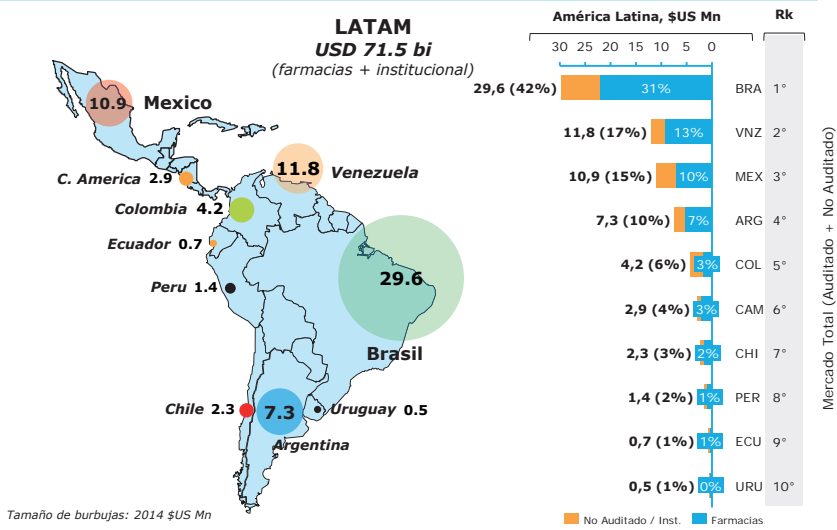 LATAM
USD 71.5 bi
(farmacias + institucional)
10.9 Mexico
C. America 2.9
11.8 Venezuela
Colombia 4.2
Ecuador 0.7
Peru 1.4
29.6
Brasil
Chile 2.3
7.3
Uruguay 0.5
Argentina
Tamaño de burbujas: 2014 $US Mn
América Latina, $US Mn
Rk
30 25 20 15 10 5 0
29,6 (42%) 31% BRA 1°
11,8 (17%) 13% VNZ 2°
10,9 (15%) 10% MEX 3°
7,3 (10%) 7% ARG 4°
4,2 (6%) 3% COL 5°
2,9 (4%) 3% CAM 6°
2,3 (3%) 2% CHI 7°
1,4 (2%) 1% PER 8°
0,7 (1%) 1% ECU 9°
0,5 (1%) 0% URU 10°
No Auditado / Inst. Farmacias
Mercado Total (Auditado + No Auditado)